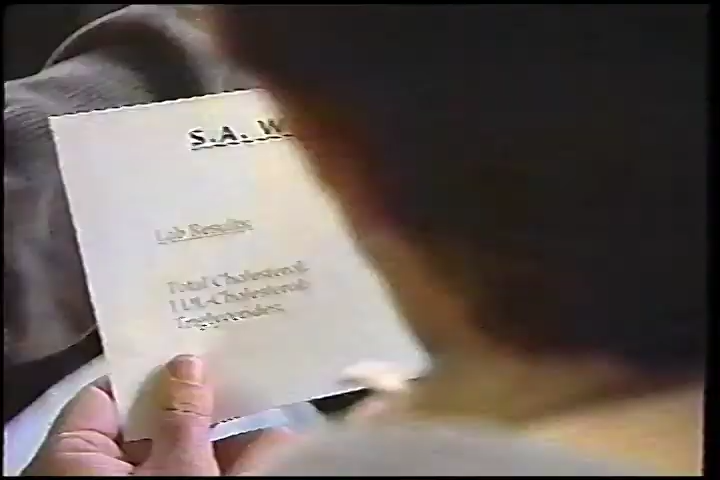 S.A. W
Lab Results:
Total Cholesterol:
LDL-Cholesterol:
Triglycerides: